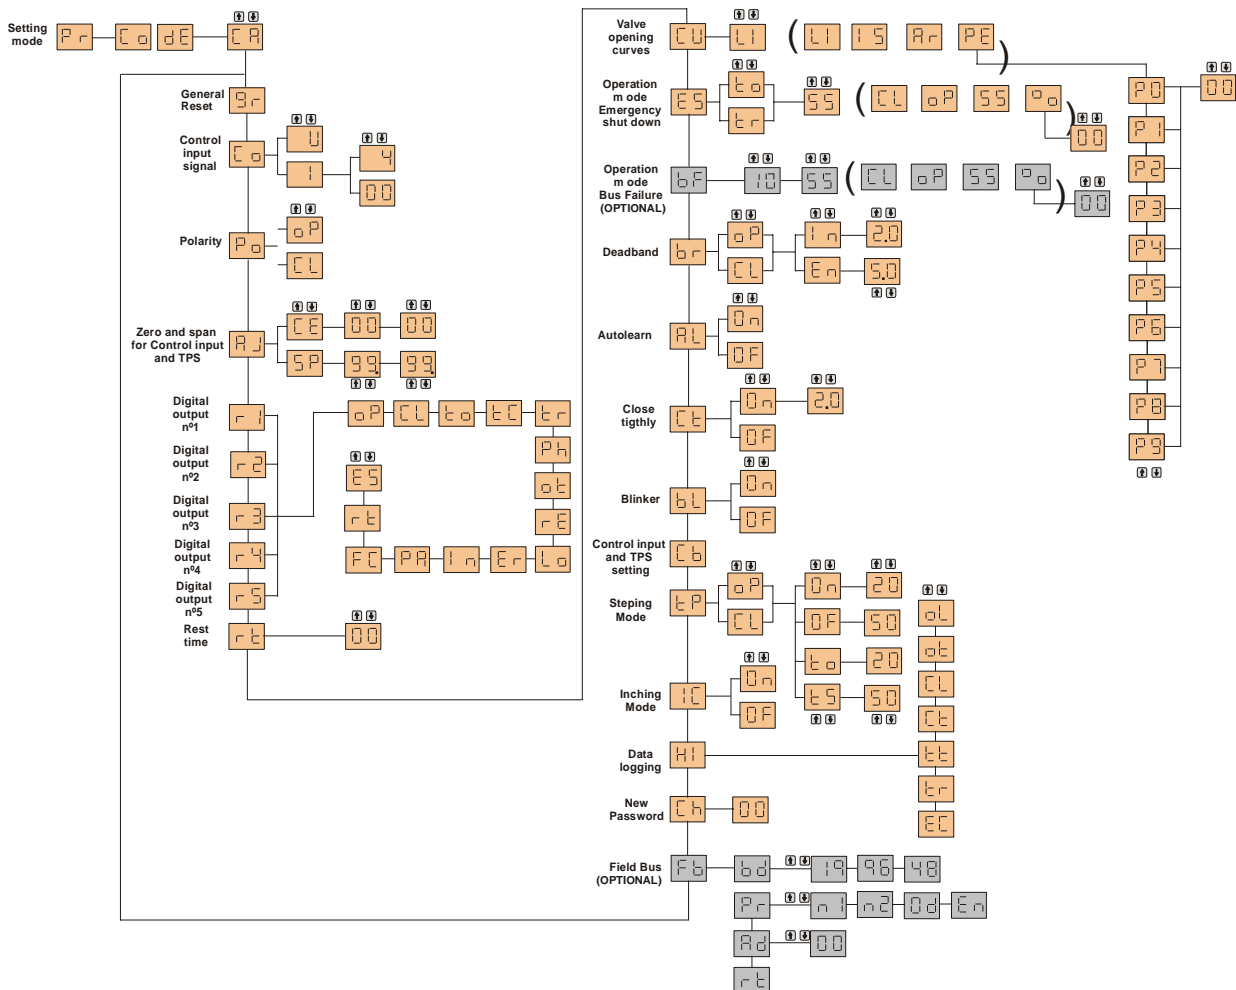 Setting
mode
Pr Co dE CA
General
Reset
gr
Control
input
signal
Co U 4
I 00
Polarity
Po oP
CL
Zero and span
for Control input
and TPS
AJ CE 00 00
SP 99. 99.
Digital
output
nº1
r1
Digital
output
nº2
r2
Digital
output
nº3
r3
Digital
output
nº4
r4
Digital
output
nº5
r5
oP CL to tC tr
Ph
ot
rE
Lo
Er
In
PA
FC
rt
ES
Rest
time
rt 00
Valve
opening
curves
CU LI ( LI IS Ar PE )
P0 00
P1
P2
P3
P4
P5
P6
P7
P8
P9
Operation
m ode
Emergency
shut down
ES to SS ( CL oP SS Po ) 00
tr
Operation
m ode
Bus Failure
(OPTIONAL)
bF 10 SS ( CL oP SS Po ) 00
Deadband
br oP In 2.0
CL En 5.0
Autolearn
AL On
OF
Close
tigthly
Ct On 2.0
OF
Blinker
bL On
OF
Control input
and TPS
setting
Cb
Steping
Mode
tP oP On 20
CL OF 50
to 20
tS 50
Inching
Mode
IC On
OF
Data
logging
HI
oL
ot
CL
Ct
tt
tr
EC
New
Password
Ch 00
Field Bus
(OPTIONAL)
Fb bd 19 96 48
Pr n1 n2 Od En
Ad 00
rt